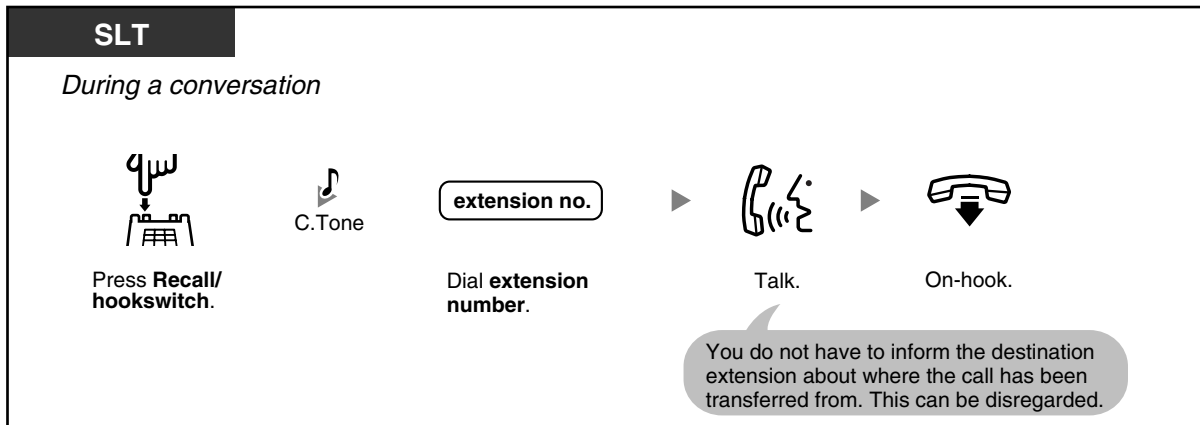 SLT
During a conversation
C.Tone
extension no.
Press Recall/
hookswitch.
Dial extension
number.
Talk.
On-hook.
You do not have to inform the destination
extension about where the call has been
transferred from. This can be disregarded.